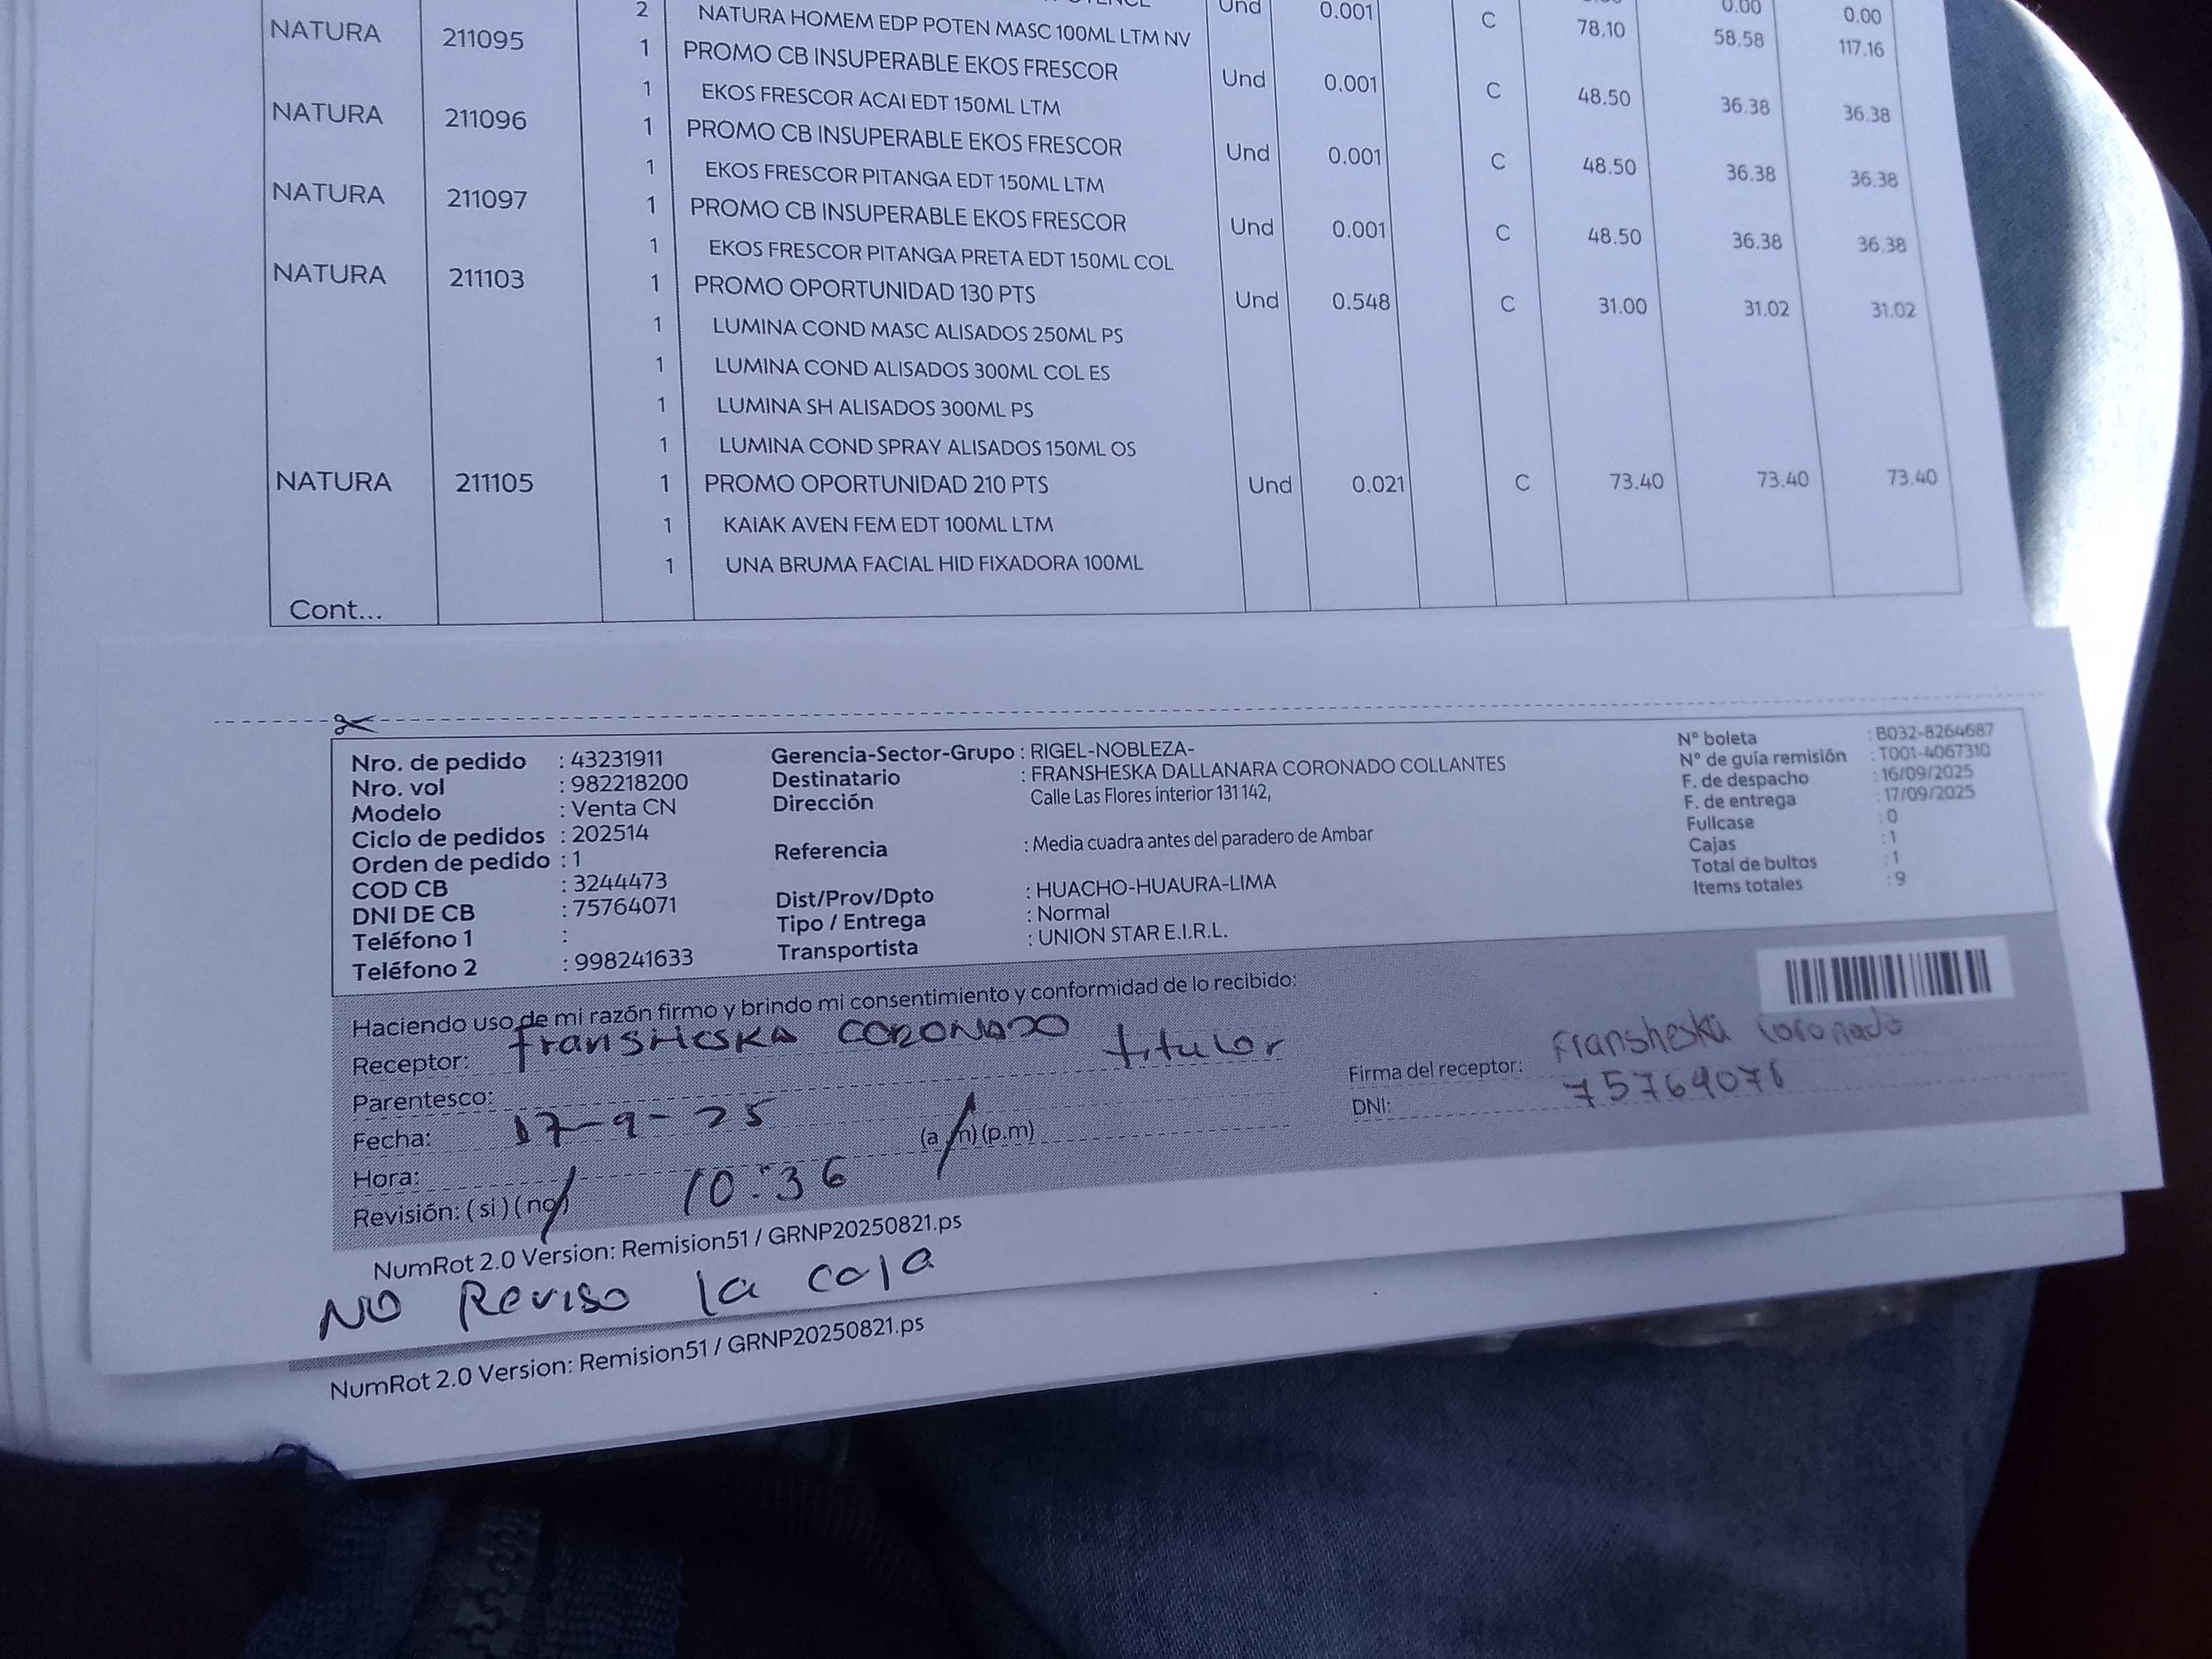 Und 0.001 C 0.00 0.00
2 NATURA HOMEM EDP POTEN MASC 100ML LTM NV 78.10 58.58 117.16
NATURA 211095 1 PROMO CB INSUPERABLE EKOS FRESCOR Und 0.001 C 48.50 36.38 36.38
1 EKOS FRESCOR ACAI EDT 150ML LTM
NATURA 211096 1 PROMO CB INSUPERABLE EKOS FRESCOR Und 0.001 C 48.50 36.38 36.38
1 EKOS FRESCOR PITANGA EDT 150ML LTM
NATURA 211097 1 PROMO CB INSUPERABLE EKOS FRESCOR Und 0.001 C 48.50 36.38 36.38
1 EKOS FRESCOR PITANGA PRETA EDT 150ML COL
NATURA 211103 1 PROMO OPORTUNIDAD 130 PTS Und 0.548 C 31.00 31.02 31.02
1 LUMINA COND MASC ALISADOS 250ML PS
1 LUMINA COND ALISADOS 300ML COL ES
1 LUMINA SH ALISADOS 300ML PS
1 LUMINA COND SPRAY ALISADOS 150ML OS
NATURA 211105 1 PROMO OPORTUNIDAD 210 PTS Und 0.021 C 73.40 73.40 73.40
1 KAIAK AVEN FEM EDT 100ML LTM
1 UNA BRUMA FACIAL HID FIXADORA 100ML
Cont...
Nro. de pedido : 43231911
Nro. vol : 982218200
Modelo : Venta CN
Ciclo de pedidos : 202514
Orden de pedido : 1
COD CB : 3244473
DNI DE CB : 75764071
Teléfono 1 :
Teléfono 2 : 998241633
Gerencia-Sector-Grupo : RIGEL-NOBLEZA-
Destinatario : FRANSHESKA DALLANARA CORONADO COLLANTES
Dirección Calle Las Flores interior 131 142,
Referencia : Media cuadra antes del paradero de Ambar
Dist/Prov/Dpto : HUACHO-HUAURA-LIMA
Tipo / Entrega : Normal
Transportista : UNION STAR E.I.R.L.
N° boleta : B032-8264687
N° de guía remisión : T001-4067310
F. de despacho : 16/09/2025
F. de entrega : 17/09/2025
Fullcase : 0
Cajas : 1
Total de bultos : 1
Items totales : 9
Haciendo uso de mi razón firmo y brindo mi consentimiento y conformidad de lo recibido:
Receptor: fransHesKA CORONADO
Parentesco: titular
Fecha: 17-9-25
Hora: 10:36 (a.m) (p.m)
Revisión: ( si ) ( no )
Firma del receptor: Fransheska Coronado
DNI: 75764076
NumRot 2.0 Version: Remision51 / GRNP20250821.ps
NO Reviso la caja
NumRot 2.0 Version: Remision51 / GRNP20250821.ps